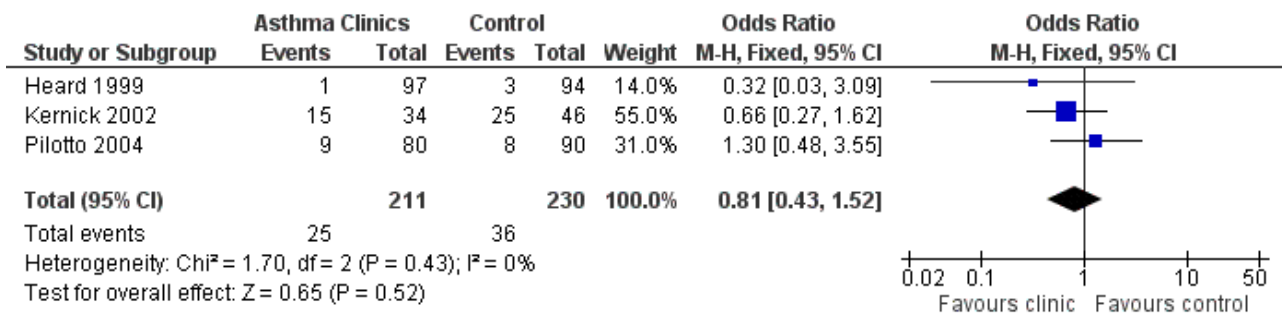 Asthma Clinics Control Odds Ratio Odds Ratio
Study or Subgroup Events Total Events Total Weight M-H, Fixed, 95% CI M-H, Fixed, 95% CI
Heard 1999 1 97 3 94 14.0% 0.32 [0.03, 3.09]
Kernick 2002 15 34 25 46 55.0% 0.66 [0.27, 1.62]
Pilotto 2004 9 80 8 90 31.0% 1.30 [0.48, 3.55]
Total (95% CI) 211 230 100.0% 0.81 [0.43, 1.52]
Total events 25 36
Heterogeneity: Chi² = 1.70, df = 2 (P = 0.43); I² = 0%
Test for overall effect: Z = 0.65 (P = 0.52)
0.02 0.1 1 10 50
Favours clinic Favours control